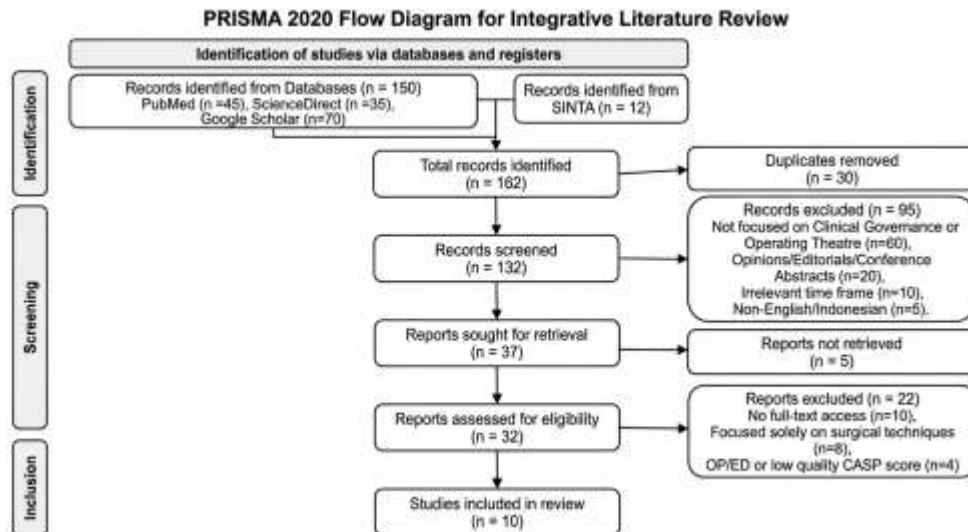 PRISMA 2020 Flow Diagram for Integrative Literature Review
Identification of studies via databases and registers
Identification
Records identified from Databases (n = 150)
PubMed (n =45), ScienceDirect (n =35),
Google Scholar (n=70)
Records identified from
SINTA (n = 12)
Total records identified
(n = 162)
Duplicates removed
(n = 30)
Screening
Records screened
(n = 132)
Records excluded (n = 95)
Not focused on Clinical Governance or
Operating Theatre (n=60),
Opinions/Editorials/Conference
Abstracts (n=20),
Irrelevant time frame (n=10),
Non-English/Indonesian (n=5),
Reports sought for retrieval
(n = 37)
Reports not retrieved
(n = 5)
Reports assessed for eligibility
(n = 32)
Reports excluded (n = 22)
No full-text access (n=10),
Focused solely on surgical techniques
(n=8),
OP/ED or low quality CASP score (n=4)
Inclusion
Studies included in review
(n = 10)